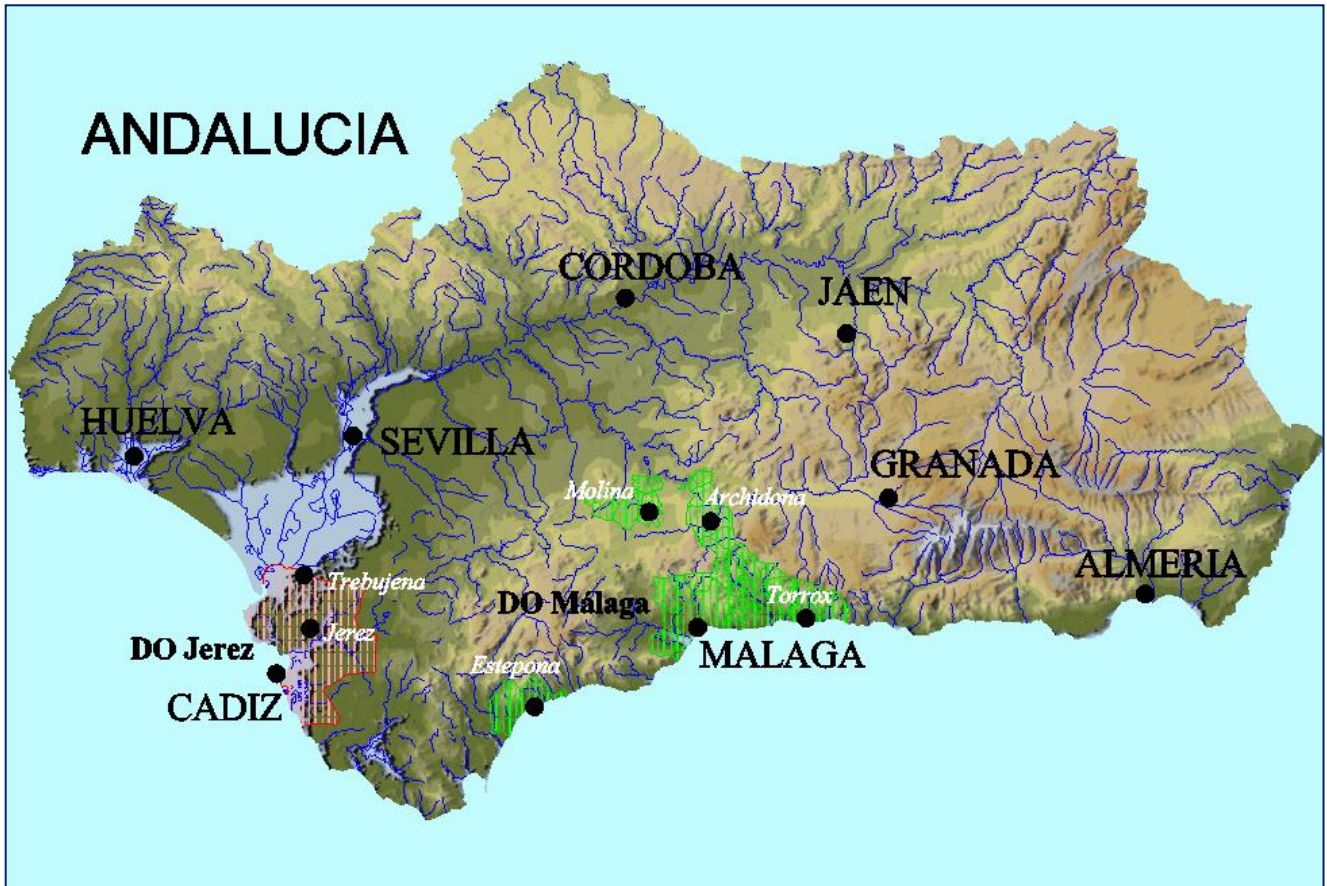 ANDALUCIA
CORDOBA
JAEN
HUELVA
SEVILLA
GRANADA
Molina
Archidona
ALMERIA
Trebujena
DO Málaga
Torrox
Jerez
DO Jerez
MALAGA
Estepona
CADIZ